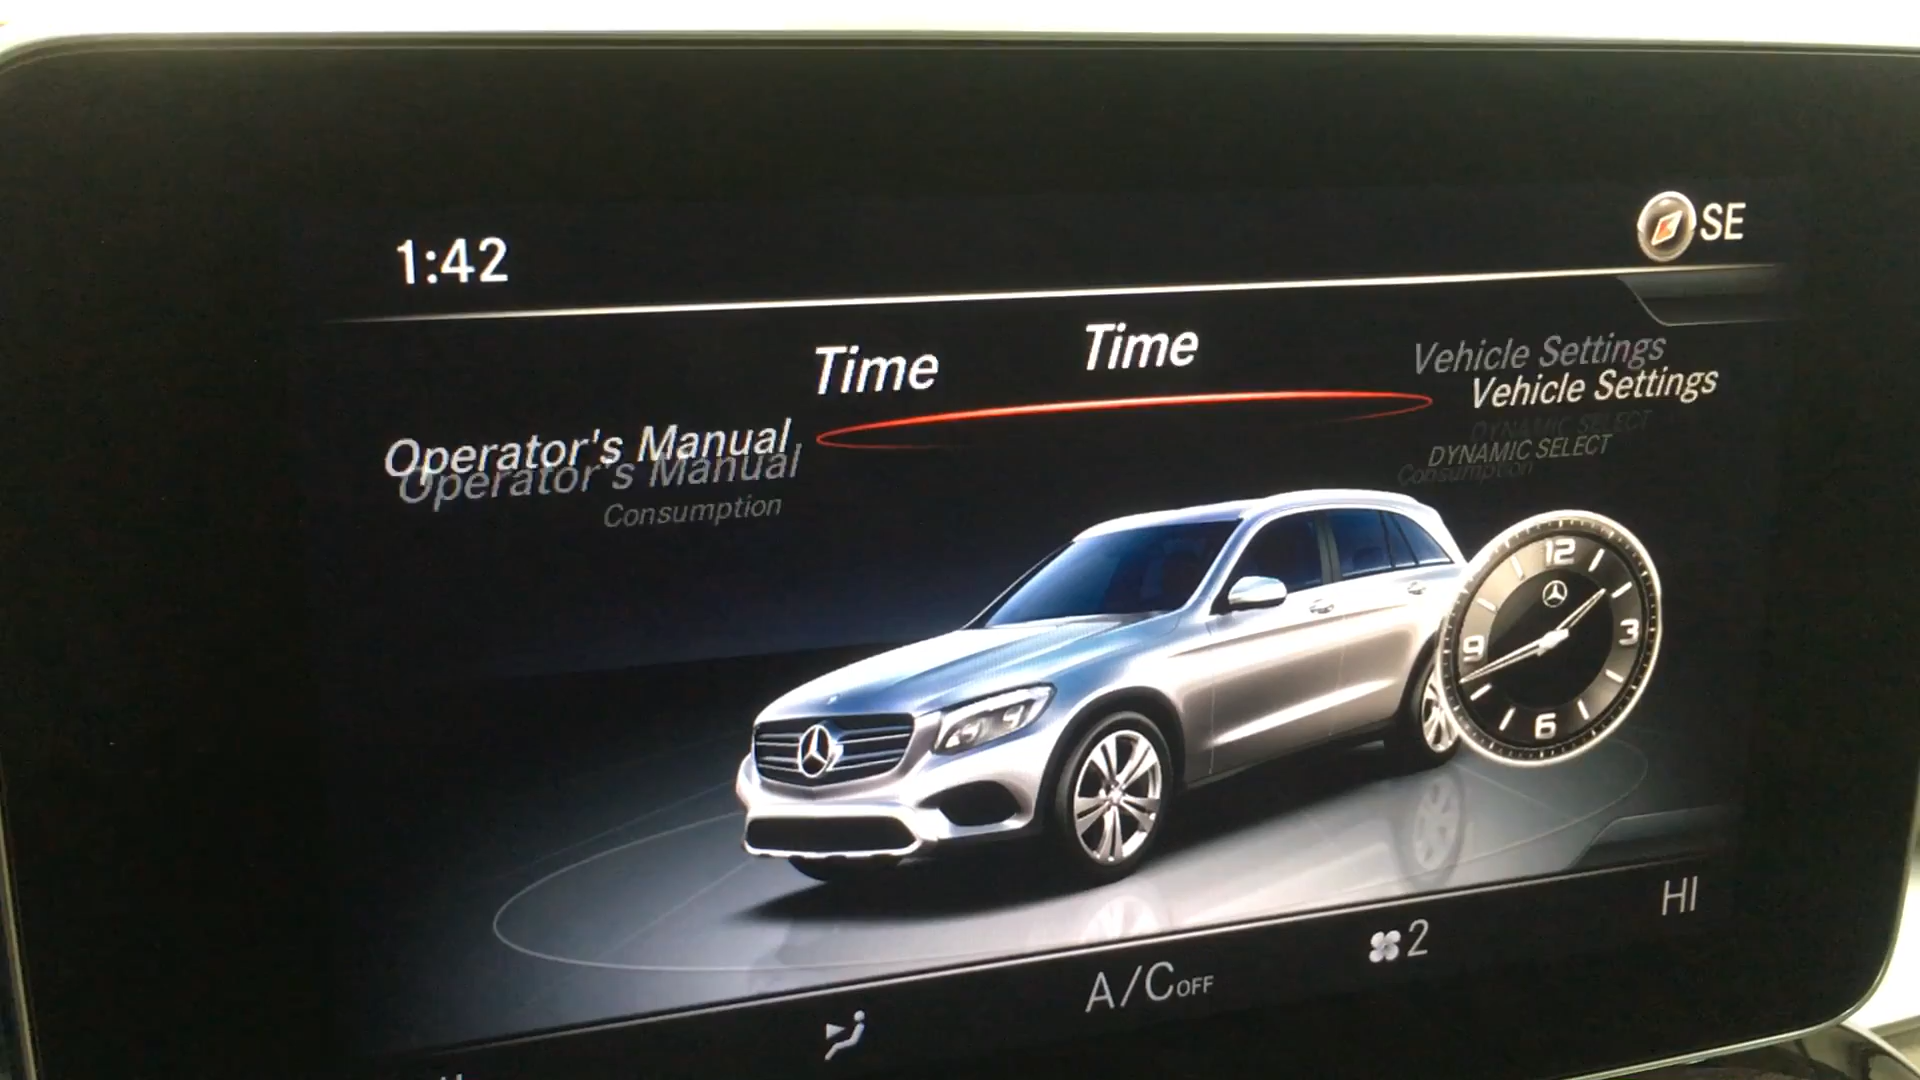 1:42
SE
Time
Time
Vehicle Settings
Vehicle Settings
Operator's Manual
Operator's Manual
DYNAMIC SELECT
DYNAMIC SELECT
Consumption
Consumption
12
9
3
6
HI
2
A/C OFF